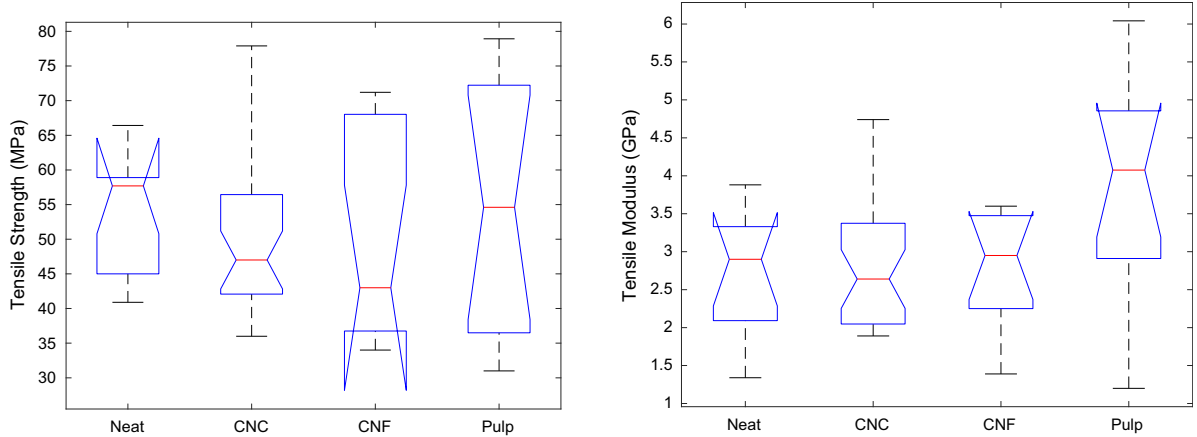 Tensile Strength (MPa)
80
75
70
65
60
55
50
45
40
35
30
Neat
CNC
CNF
Pulp
Tensile Modulus (GPa)
6
5.5
5
4.5
4
3.5
3
2.5
2
1.5
1
Neat
CNC
CNF
Pulp